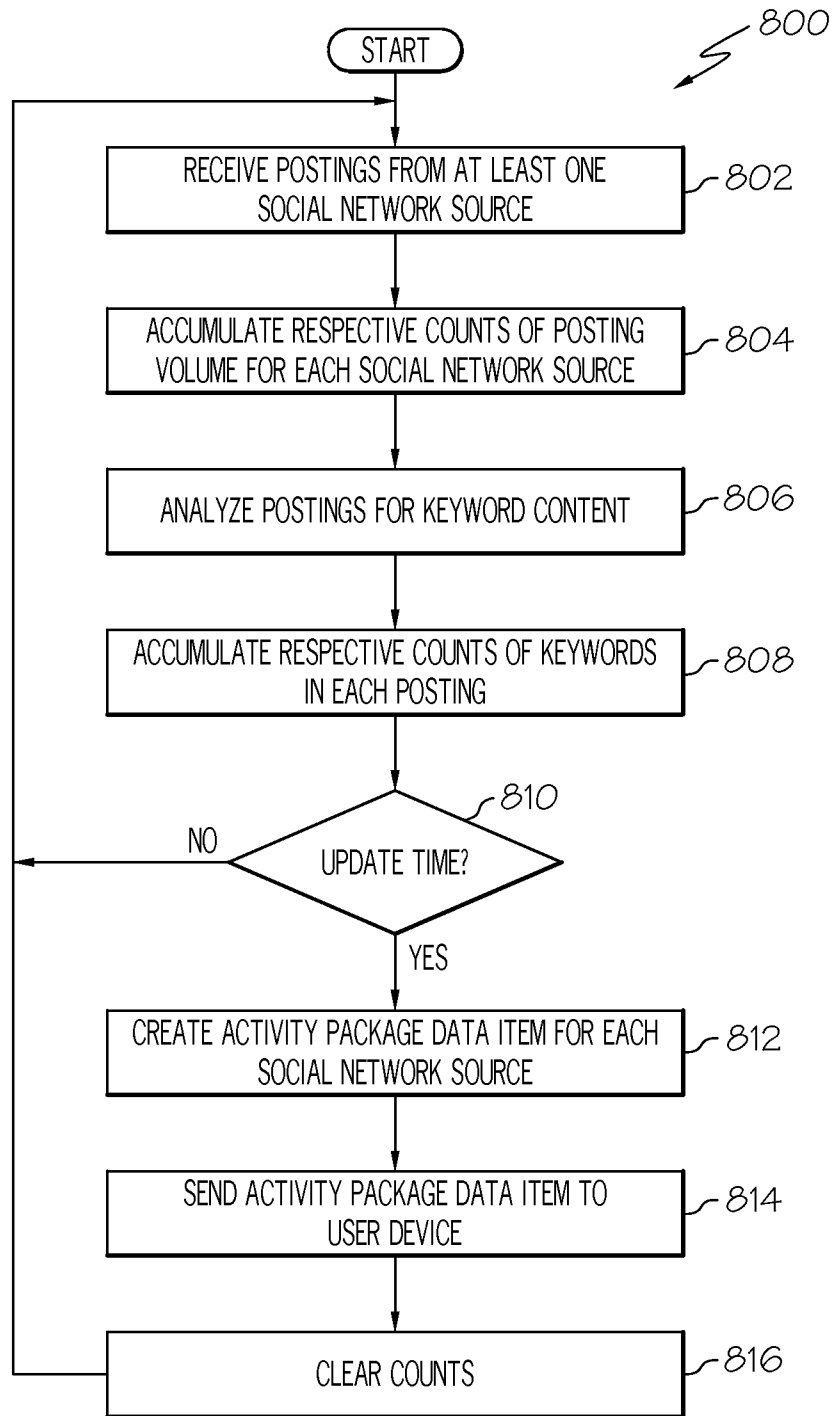 800
START
RECEIVE POSTINGS FROM AT LEAST ONE
SOCIAL NETWORK SOURCE
802
ACCUMULATE RESPECTIVE COUNTS OF POSTING
VOLUME FOR EACH SOCIAL NETWORK SOURCE
804
ANALYZE POSTINGS FOR KEYWORD CONTENT
806
ACCUMULATE RESPECTIVE COUNTS OF KEYWORDS
IN EACH POSTING
808
810
NO
UPDATE TIME?
YES
CREATE ACTIVITY PACKAGE DATA ITEM FOR EACH
SOCIAL NETWORK SOURCE
812
SEND ACTIVITY PACKAGE DATA ITEM TO
USER DEVICE
814
CLEAR COUNTS
816